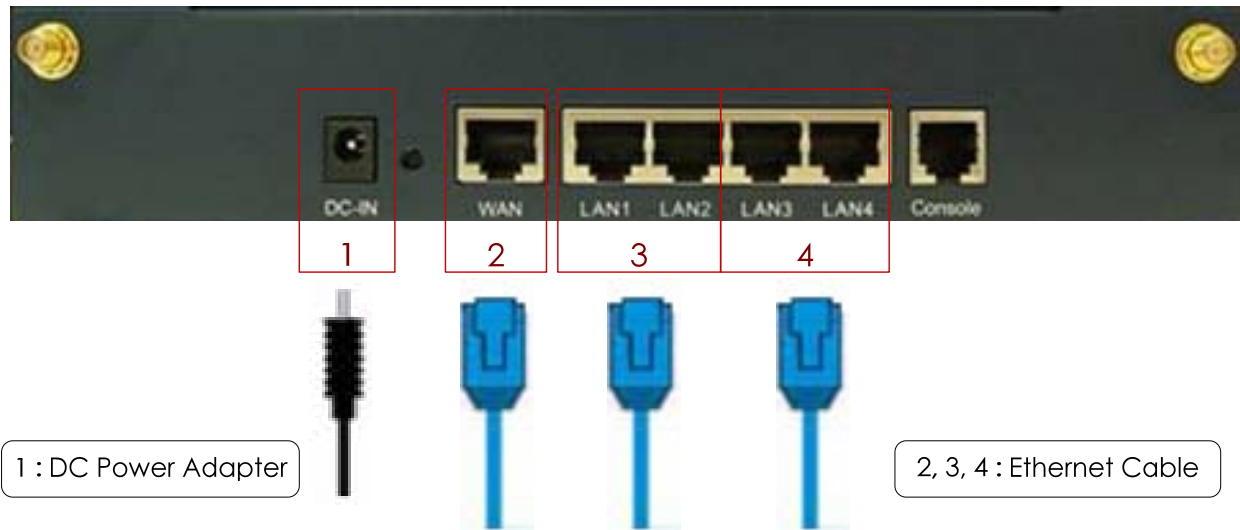 DC-IN WAN LAN1 LAN2 LAN3 LAN4 Console
1 2 3 4
1 : DC Power Adapter
2, 3, 4 : Ethernet Cable